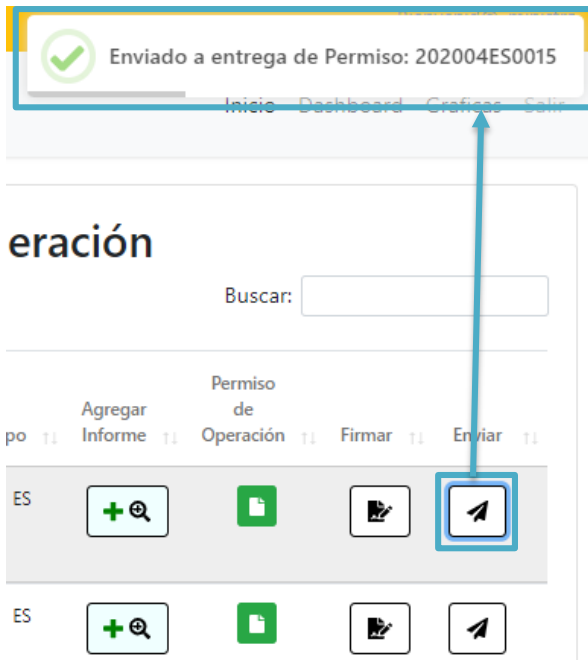 Enviado a entrega de Permiso: 202004ES0015
Inicio Dashboard Graficas Salir
eración
Buscar:
po Agregar Informe Permiso de Operación Firmar Enviar
ES
ES